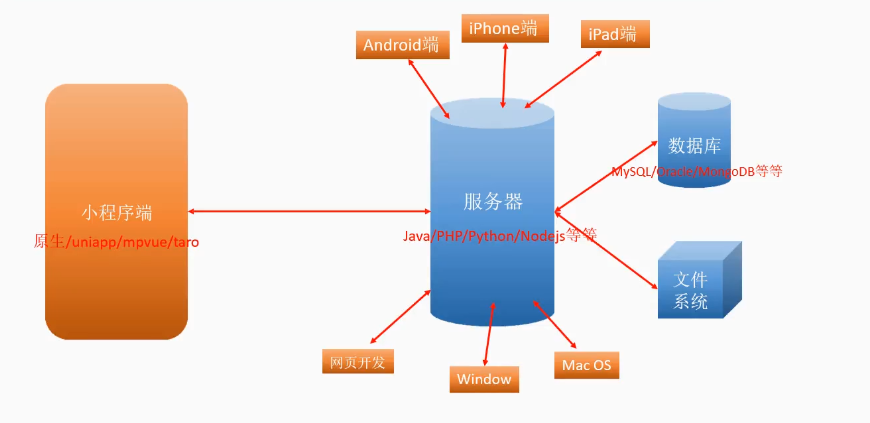 Android端
iPhone端
iPad端
小程序端
原生/uniapp/mpvue/taro
服务器
Java/PHP/Python/Nodejs等等
数据库
MySQL/Oracle/MongoDB等等
文件
系统
网页开发
Window
Mac OS